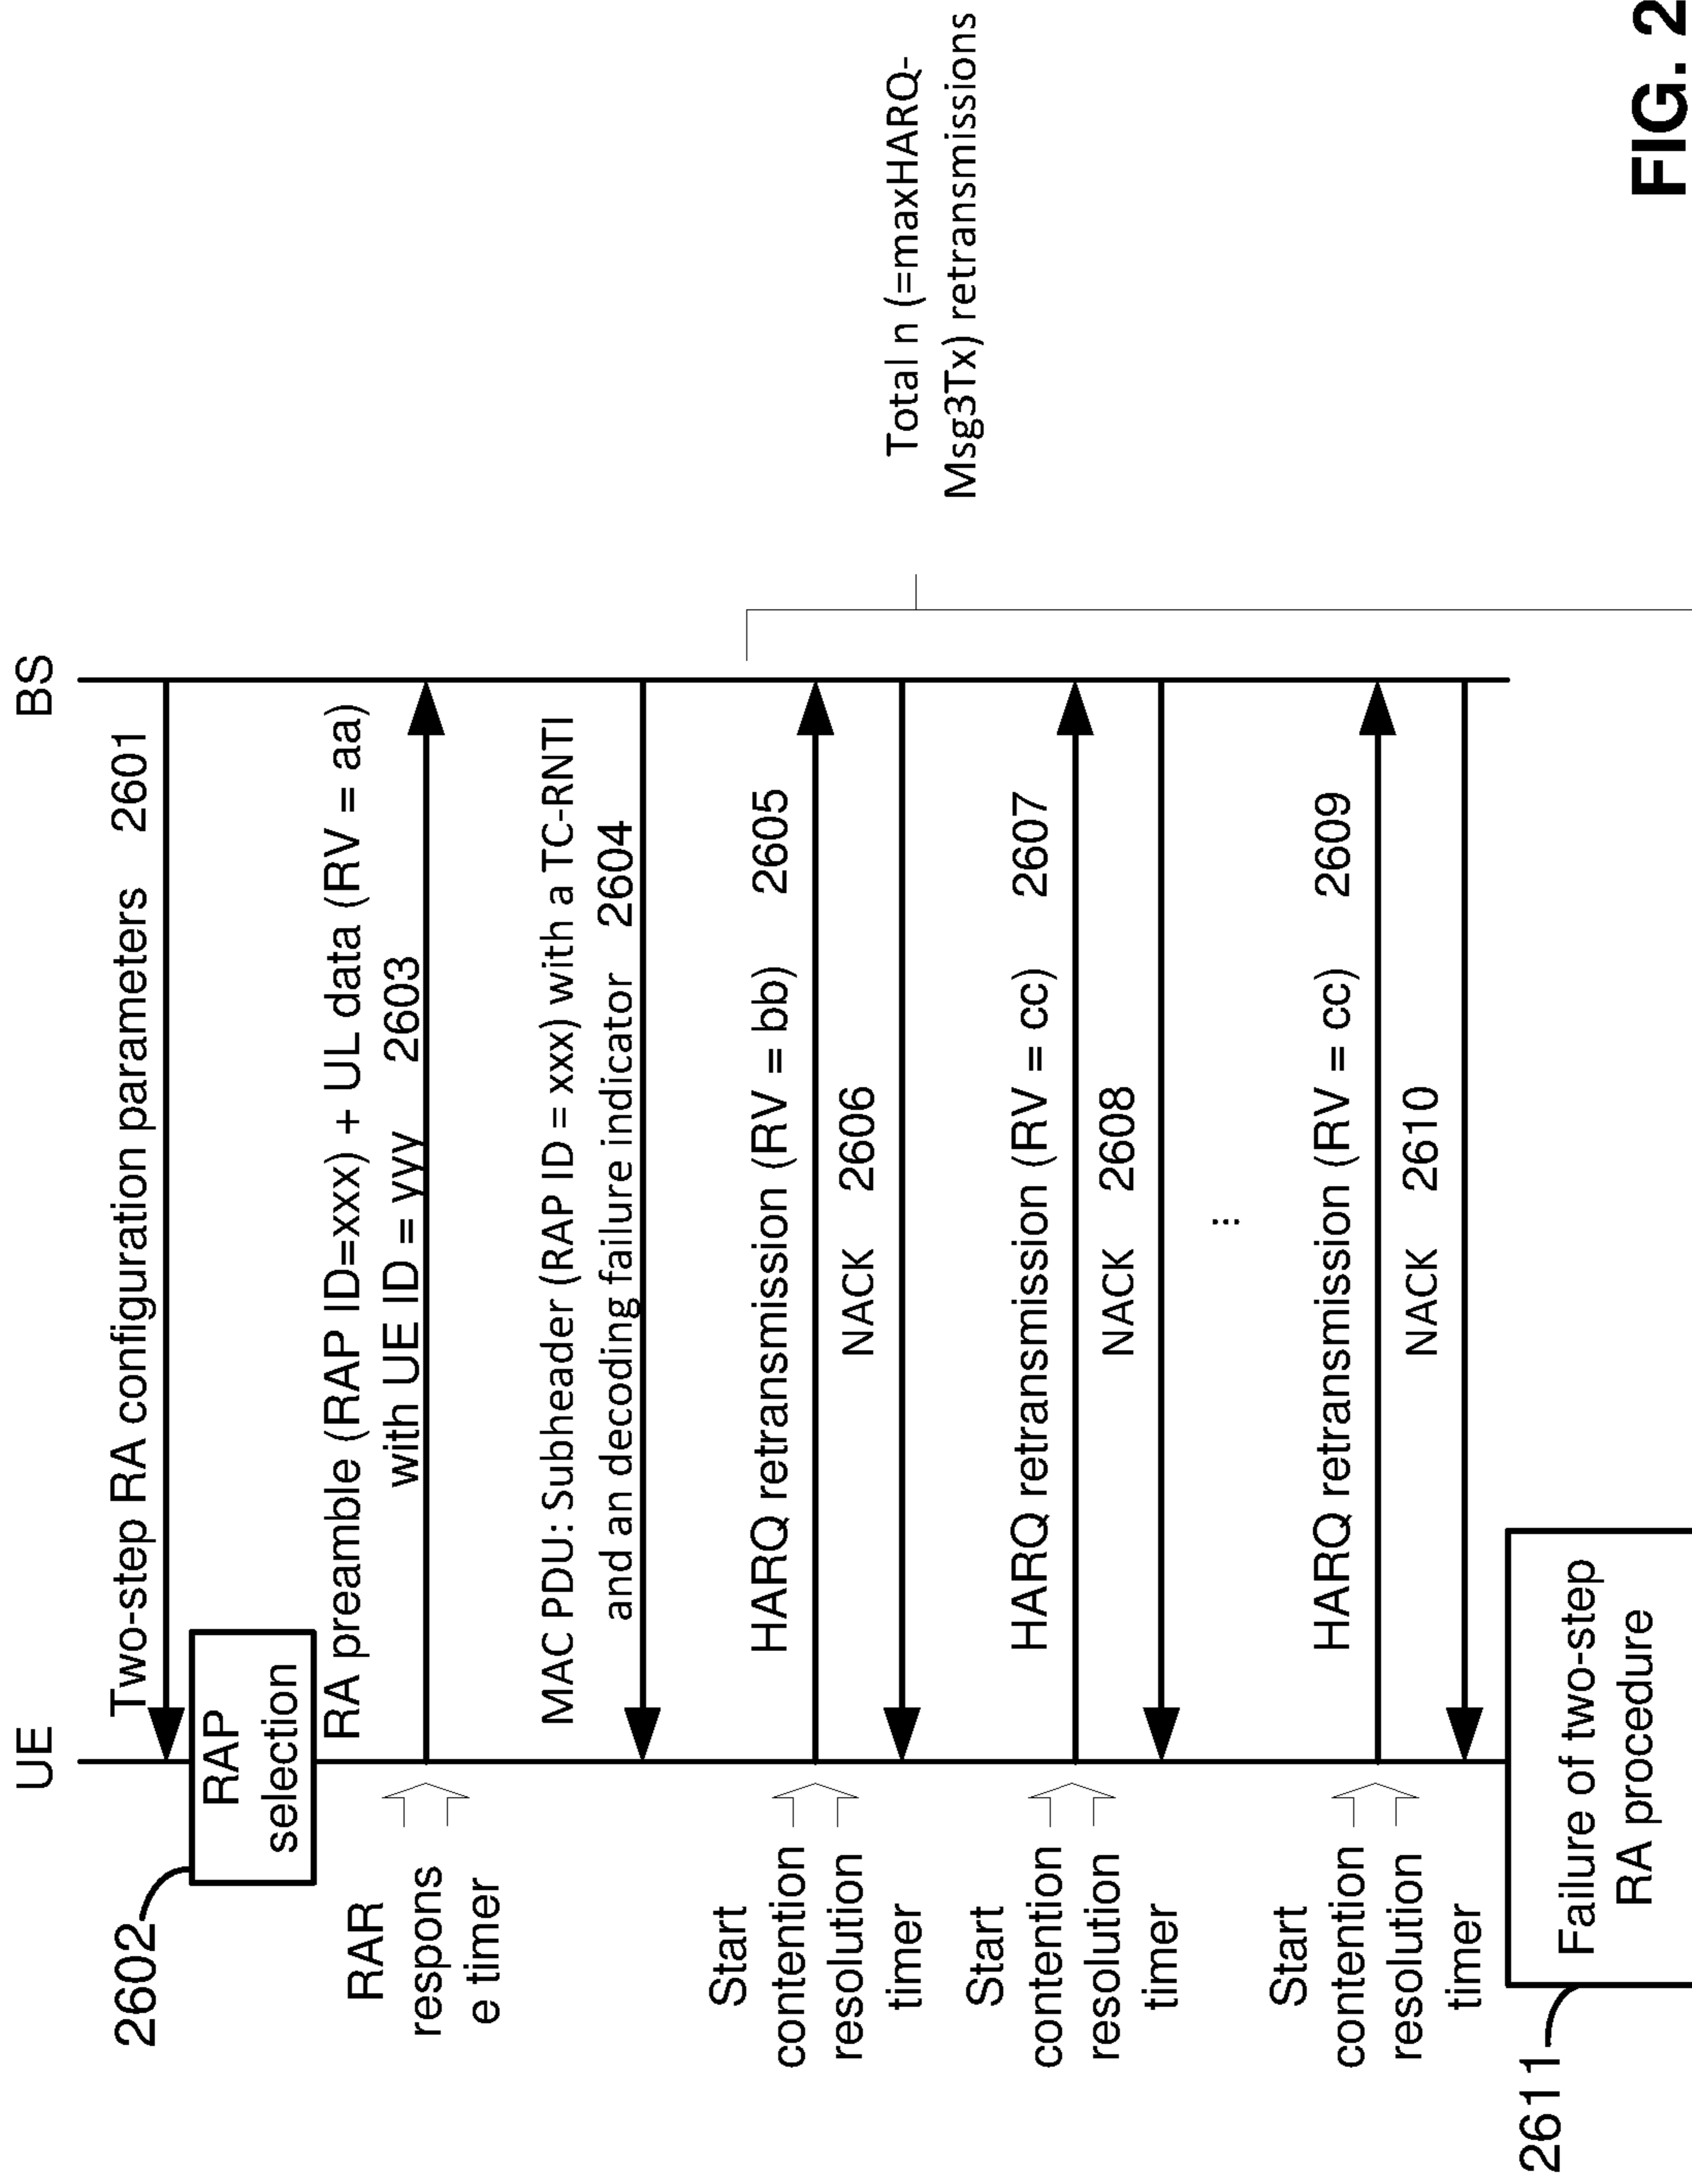 UE
BS
Two-step RA configuration parameters 2601
2602
RAP
selection
RA preamble (RAP ID=xxx) + UL data (RV = aa)
with UE ID = yyy 2603
RAR
respons
e timer
MAC PDU: Subheader (RAP ID = xxx) with a TC-RNTI
and an decoding failure indicator 2604
HARQ retransmission (RV = bb) 2605
Start
contention
resolution
timer
NACK 2606
Total n (=maxHARQ-
Msg3Tx) retransmissions
HARQ retransmission (RV = cc) 2607
Start
contention
resolution
timer
NACK 2608
...
HARQ retransmission (RV = cc) 2609
Start
contention
resolution
timer
NACK 2610
2611
Failure of two-step
RA procedure
FIG. 2